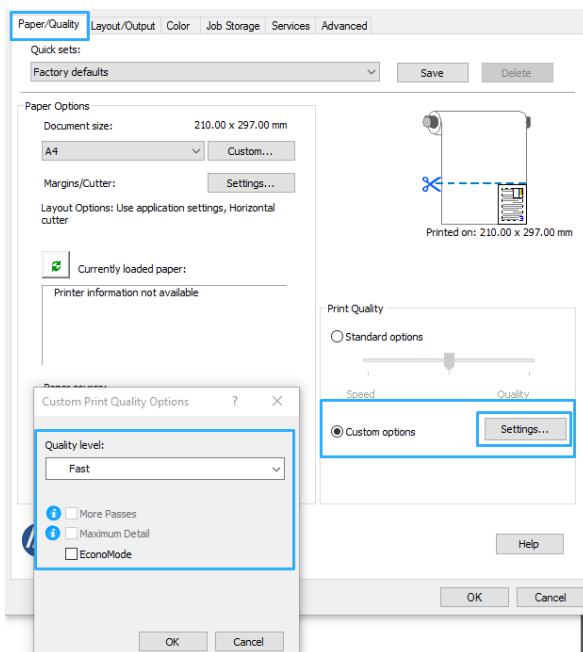 Paper/Quality Layout/Output Color Job Storage Services Advanced
Quick sets:
Factory defaults Save Delete
Paper Options
Document size: 210.00 x 297.00 mm
A4 Custom...
Margins/Cutter: Settings...
Layout Options: Use application settings, Horizontal
cutter
Printed on: 210.00 x 297.00 mm
Currently loaded paper:
Printer information not available
Print Quality
Standard options
Speed Quality
Custom options Settings...
Paper source:
Custom Print Quality Options ? ×
Quality level:
Fast
More Passes
Maximum Detail
EconoMode
OK Cancel
Help
OK Cancel